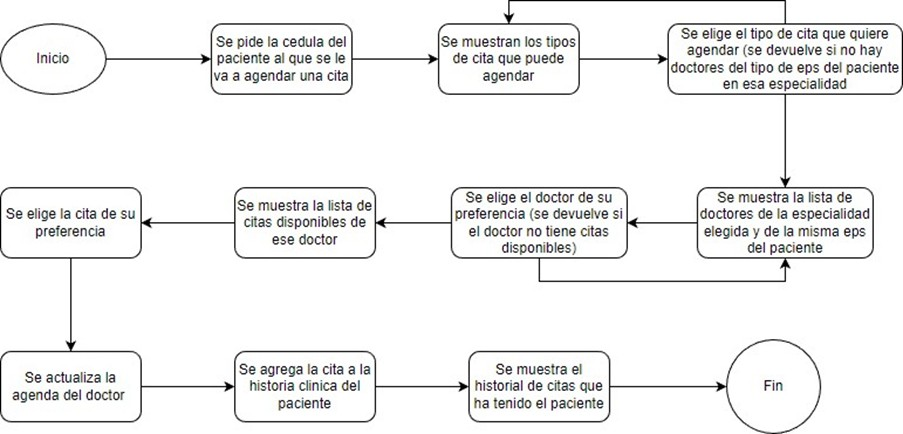 Inicio
Se pide la cedula del
paciente al que se le
va a agendar una cita
Se muestran los tipos
de cita que puede
agendar
Se elige el tipo de cita que quiere
agendar (se devuelve si no hay
doctores del tipo de eps del paciente
en esa especialidad
Se muestra la lista de
doctores de la especialidad
elegida y de la misma eps
del paciente
Se elige el doctor de su
preferencia (se devuelve si
el doctor no tiene citas
disponibles)
Se muestra la lista de
citas disponibles de
ese doctor
Se elige la cita de su
preferencia
Se actualiza la
agenda del doctor
Se agrega la cita a la
historia clinica del
paciente
Se muestra el
historial de citas que
ha tenido el paciente
Fin